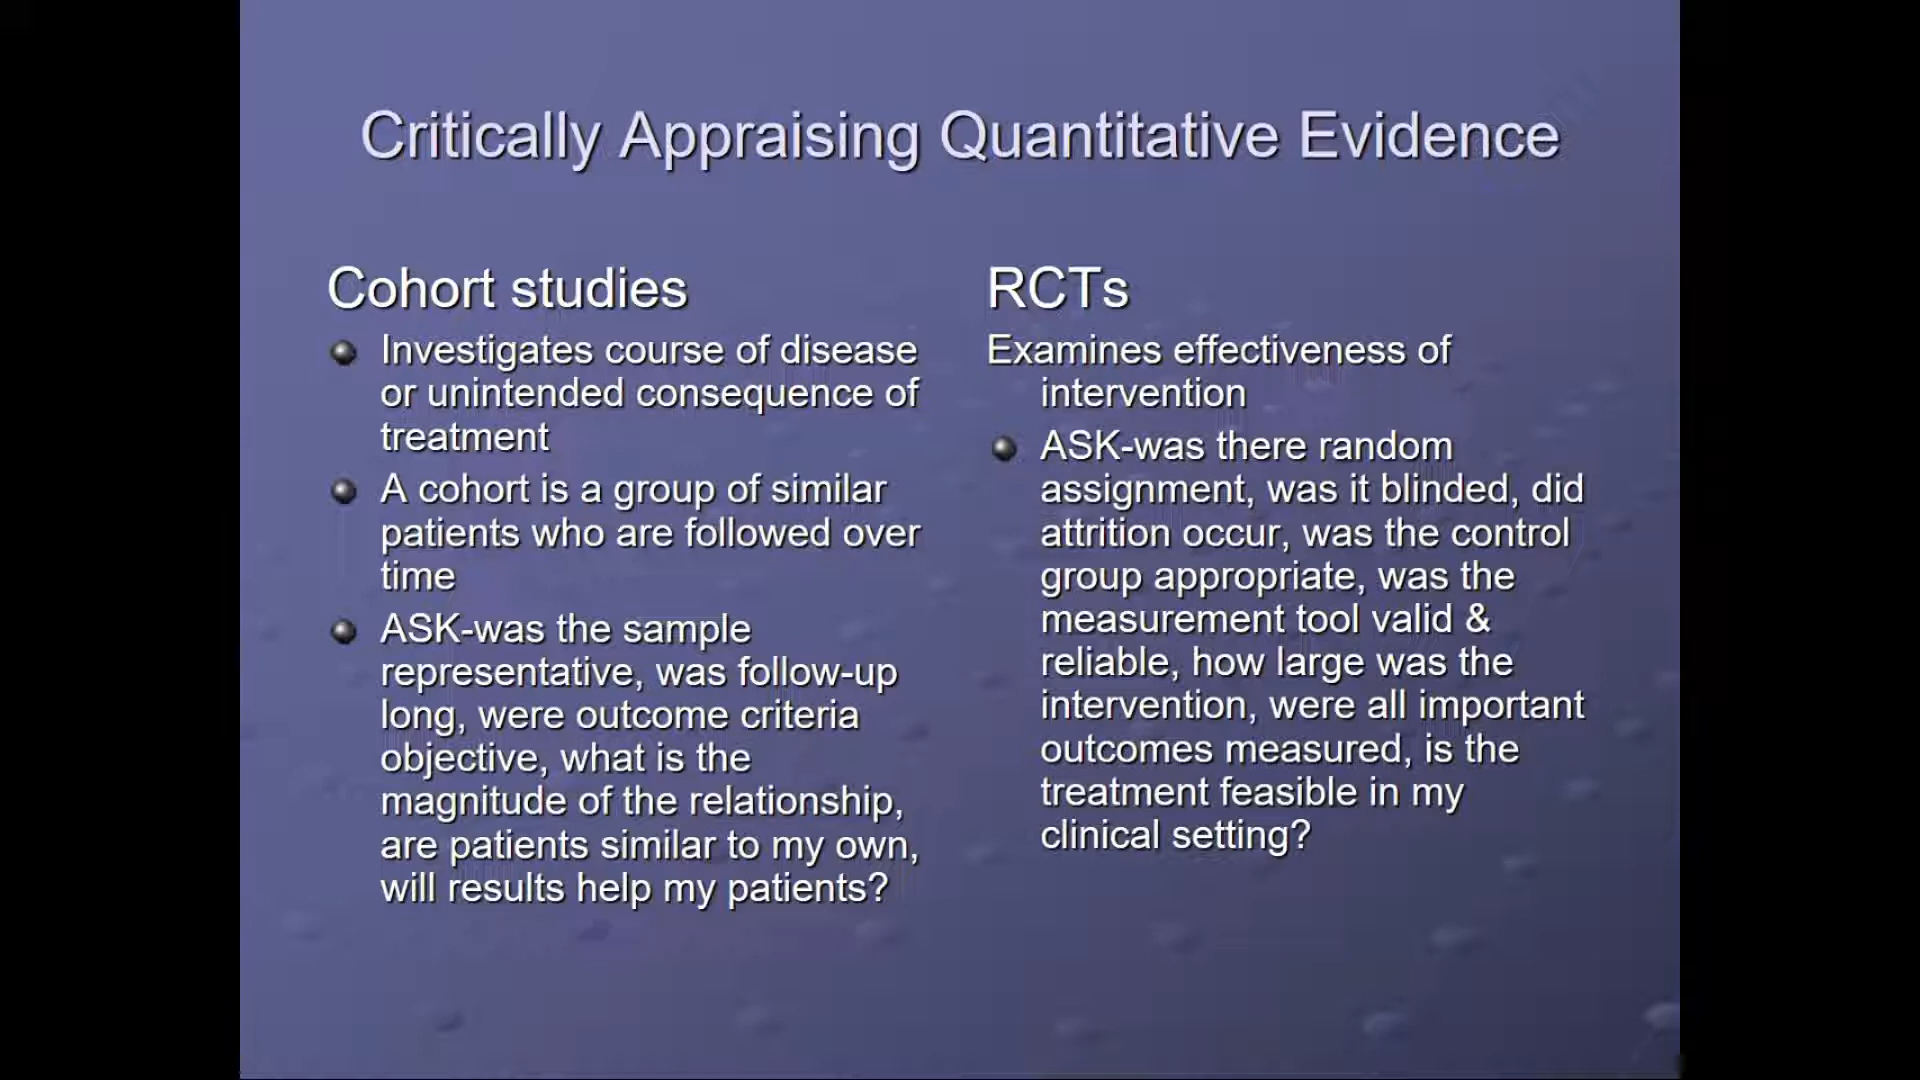 Critically Appraising Quantitative Evidence
Cohort studies
Investigates course of disease
or unintended consequence of
treatment
A cohort is a group of similar
patients who are followed over
time
ASK-was the sample
representative, was follow-up
long, were outcome criteria
objective, what is the
magnitude of the relationship,
are patients similar to my own,
will results help my patients?
RCTs
Examines effectiveness of
intervention
ASK-was there random
assignment, was it blinded, did
attrition occur, was the control
group appropriate, was the
measurement tool valid &
reliable, how large was the
intervention, were all important
outcomes measured, is the
treatment feasible in my
clinical setting?